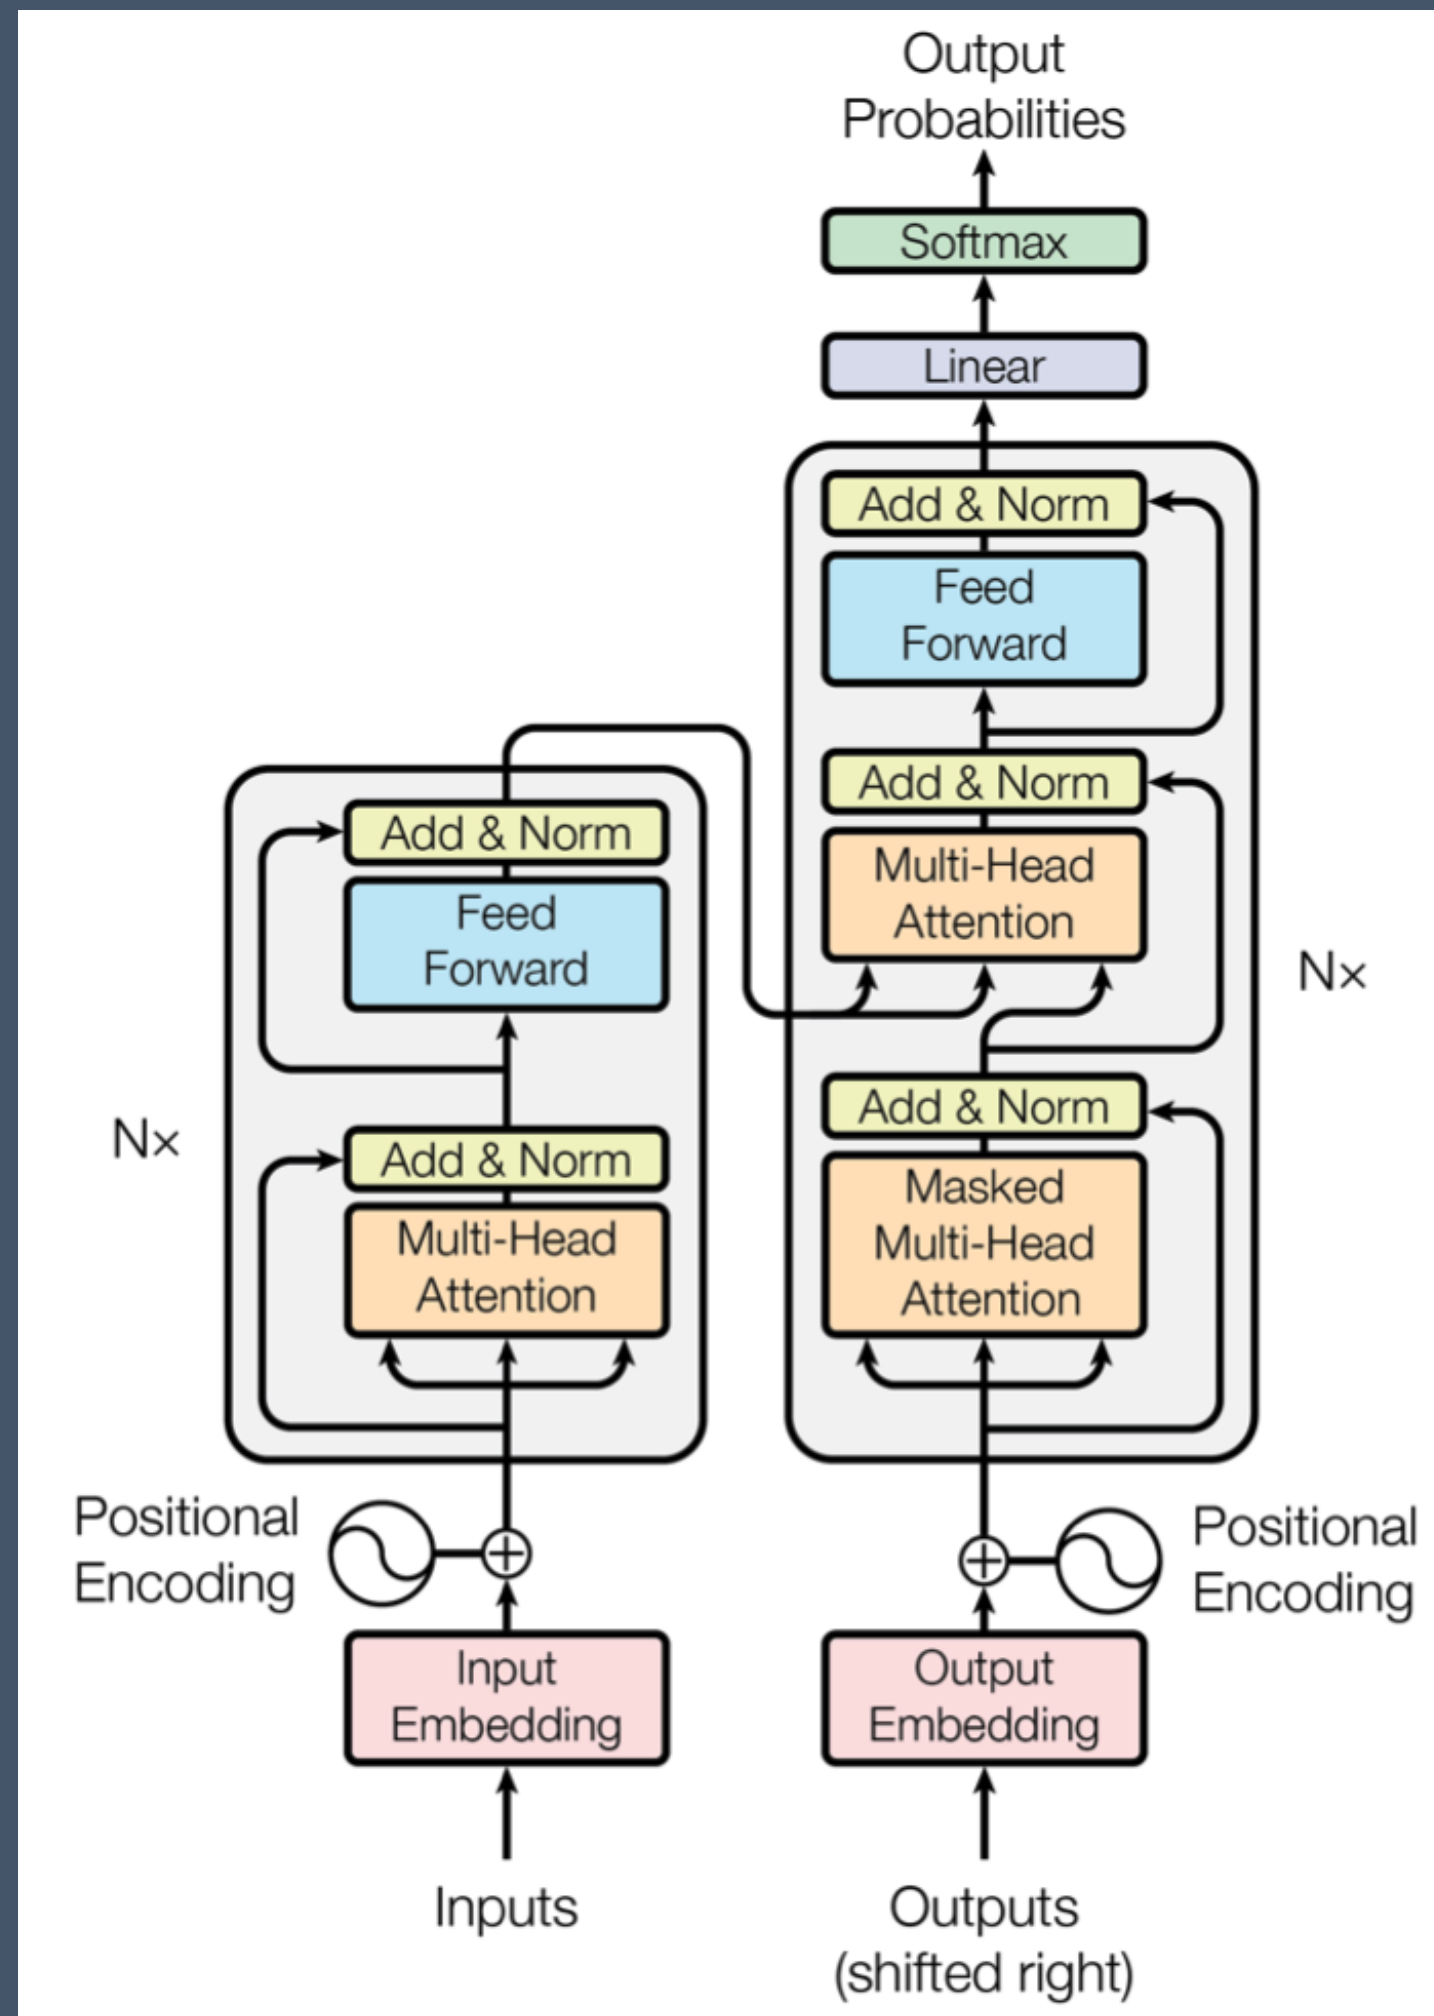 Output
Probabilities
Softmax
Linear
Add & Norm
Feed
Forward
Add & Norm
Multi-Head
Attention
Nx
Add & Norm
Masked
Multi-Head
Attention
Add & Norm
Feed
Forward
Nx
Add & Norm
Multi-Head
Attention
Positional
Encoding
Positional
Encoding
Input
Embedding
Output
Embedding
Inputs
Outputs
(shifted right)